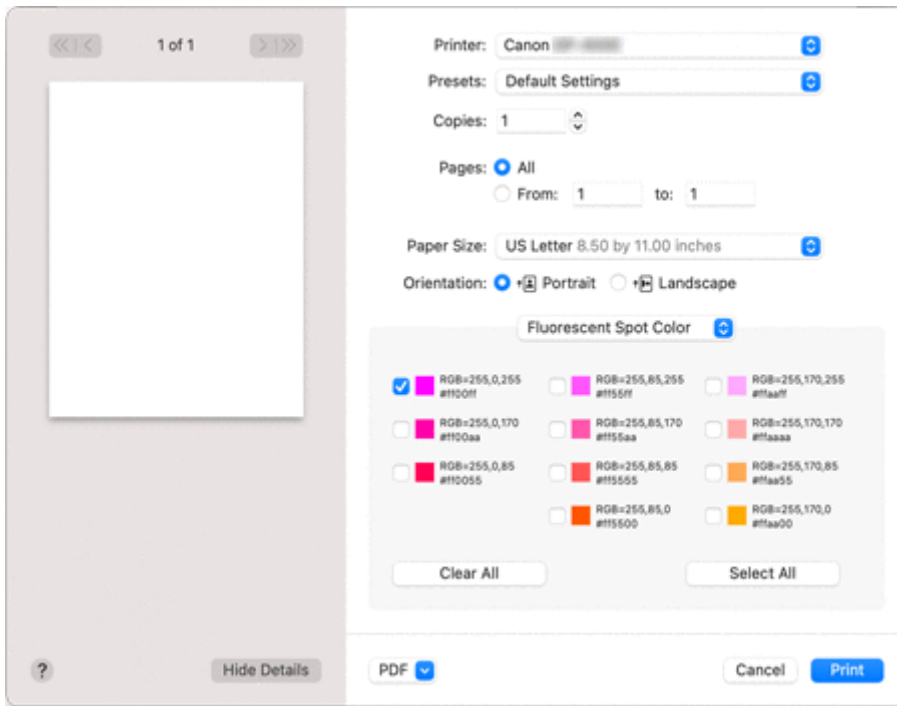 1 of 1
Printer: Canon
Presets: Default Settings
Copies: 1
Pages: All
From: 1 to: 1
Paper Size: US Letter 8.50 by 11.00 inches
Orientation: Portrait Landscape
Fluorescent Spot Color
RGB=255,0,255 RGB=255,85,255 RGB=255,170,255
#ff00ff #ff55ff #ffaaff
RGB=255,0,170 RGB=255,85,170 RGB=255,170,170
#ff00aa #ff55aa #ffaaaa
RGB=255,0,85 RGB=255,85,85 RGB=255,170,85
#ff0055 #ff5555 #ffaa55
RGB=255,85,0 RGB=255,170,0
#ff5500 #ffaa00
Clear All Select All
? Hide Details PDF Cancel Print